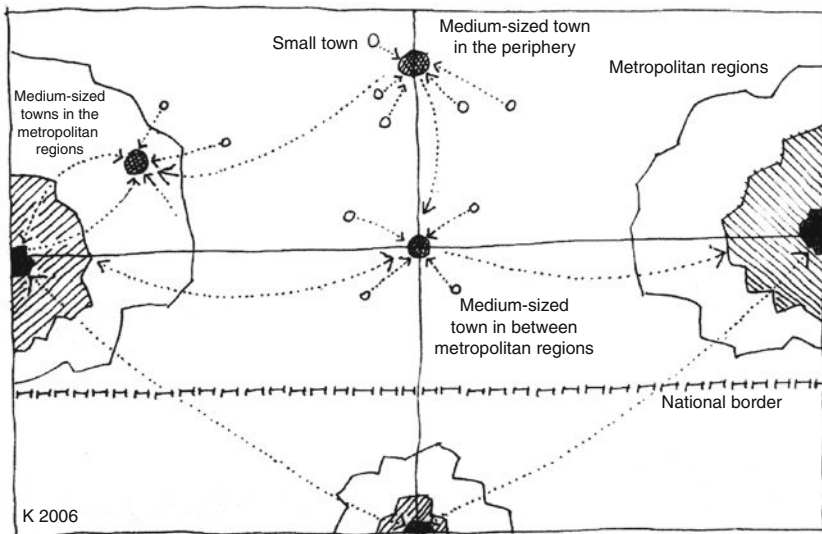 Small town
Medium-sized town
in the periphery
Metropolitan regions
Medium-sized
towns in the
metropolitan
regions
Medium-sized
town in between
metropolitan regions
National border
K 2006